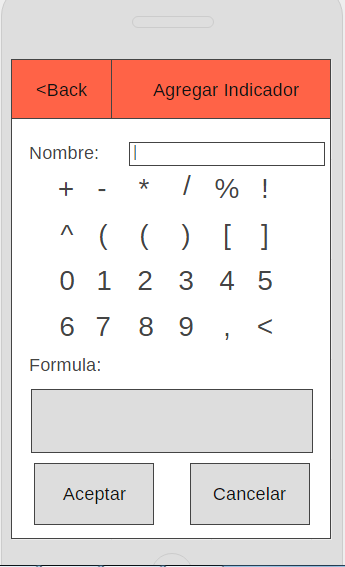 <Back Agregar Indicador
Nombre:
+ - * / % !
^ ( ( ) [ ]
0 1 2 3 4 5
6 7 8 9 , <
Formula:
Aceptar Cancelar